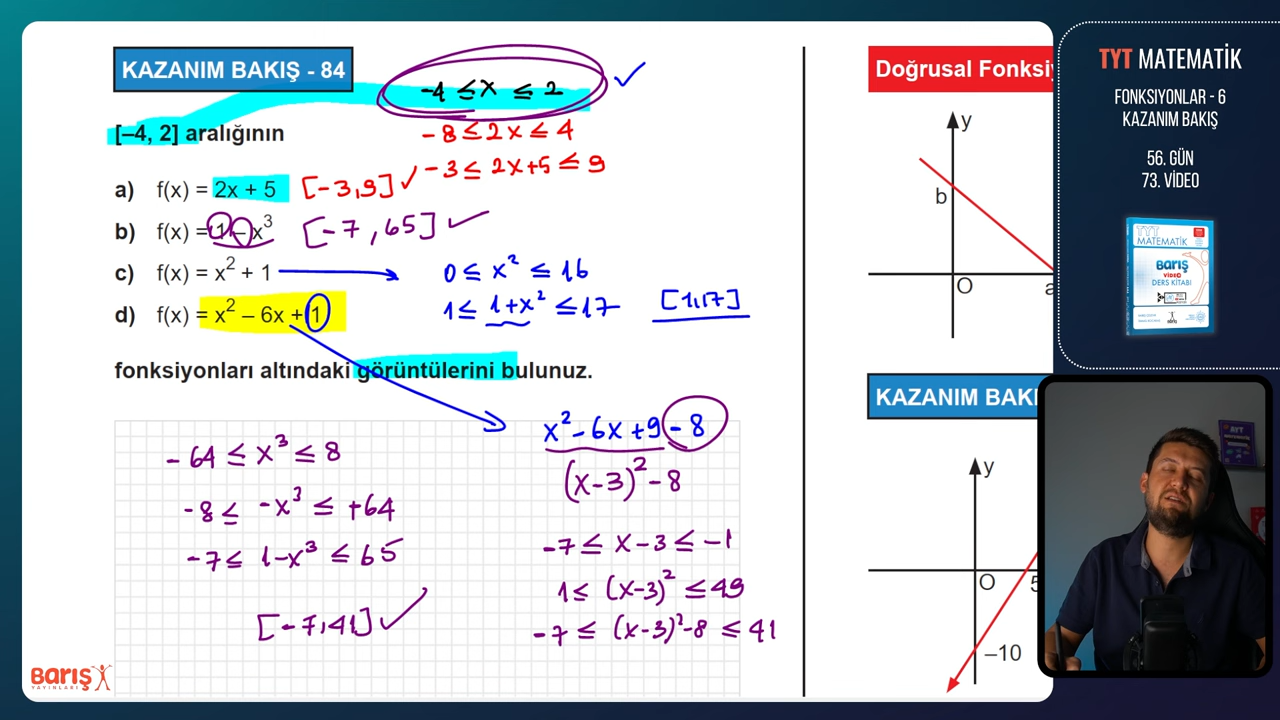 KAZANIM BAKIŞ - 84
-4 ≤ x ≤ 2
[–4, 2] aralığının
-8 ≤ 2x ≤ 4
-3 ≤ 2x+5 ≤ 9
a) f(x) = 2x + 5 [-3,9] ✓
b) f(x) = 1 – x³ [-7, 65] ✓
c) f(x) = x² + 1
0 ≤ x² ≤ 16
1 ≤ 1+x² ≤ 17 [1,17]
d) f(x) = x² – 6x + 1
fonksiyonları altındaki görüntülerini bulunuz.
-64 ≤ x³ ≤ 8
-8 ≤ -x³ ≤ +64
-7 ≤ 1-x³ ≤ 65
[-7,41] ✓
x²-6x+9-8
(x-3)²-8
-7 ≤ x-3 ≤ -1
1 ≤ (x-3)² ≤ 49
-7 ≤ (x-3)²-8 ≤ 41
BARIŞ
YAYINLARI
Doğrusal Fonksiy
y
b
O
a
KAZANIM BAKI
y
O
5
–10
TYT MATEMATİK
FONKSIYONLAR - 6
KAZANIM BAKIŞ
56. GÜN
73. VİDEO
TYT
MATEMATİK
BARIŞ
VİDEO
DERS KİTABI